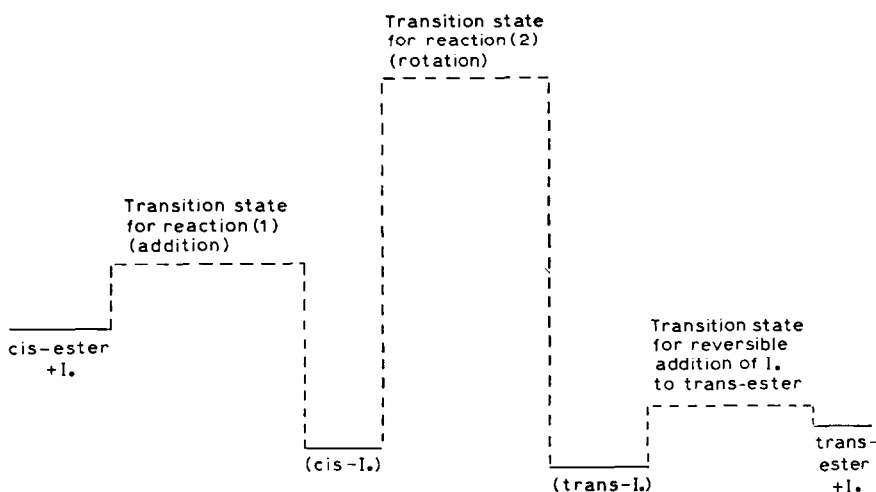 Transition state
for reaction(2)
(rotation)
Transition state
for reaction(1)
(addition)
cis-ester
+I.
(cis-I.)
(trans-I.)
Transition state
for reversible
addition of I.
to trans-ester
trans-
ester
+I.